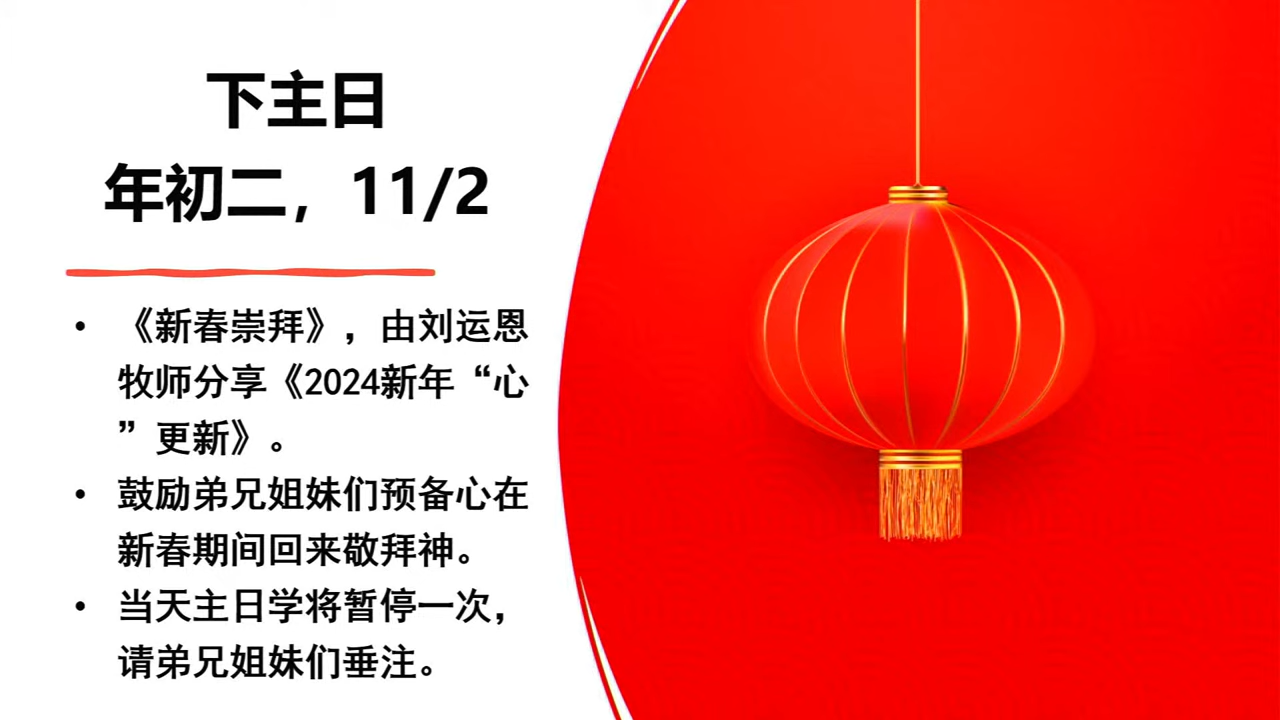 下主日
年初二，11/2
• 《新春崇拜》，由刘运恩
牧师分享《2024新年“心
”更新》。
• 鼓励弟兄姐妹们预备心在
新春期间回来敬拜神。
• 当天主日学将暂停一次，
请弟兄姐妹们垂注。